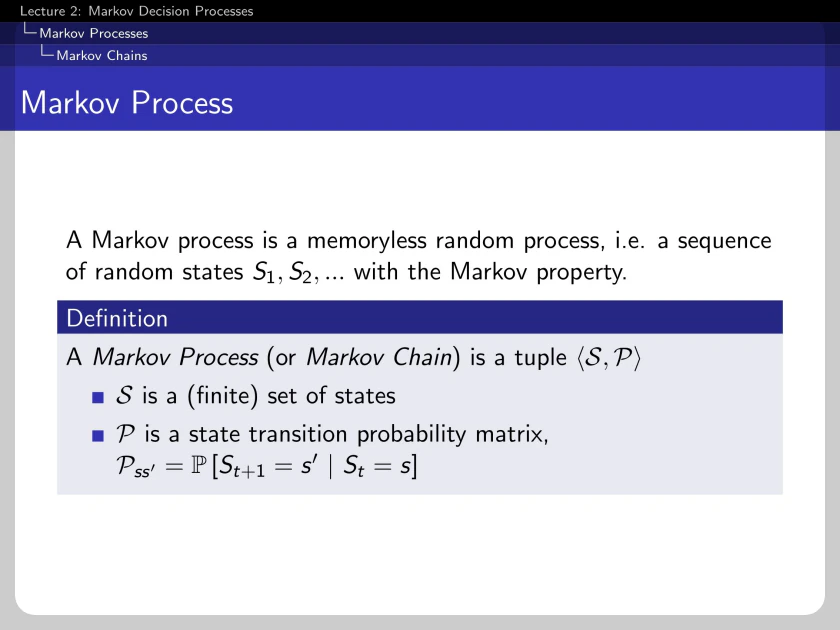 Lecture 2: Markov Decision Processes
Markov Processes
Markov Chains
Markov Process
A Markov process is a memoryless random process, i.e. a sequence
of random states S₁, S₂, ... with the Markov property.
Definition
A Markov Process (or Markov Chain) is a tuple ⟨𝒮, 𝒫⟩
■ 𝒮 is a (finite) set of states
■ 𝒫 is a state transition probability matrix,
𝒫ss′ = ℙ [Sₜ₊₁ = s′ | Sₜ = s]